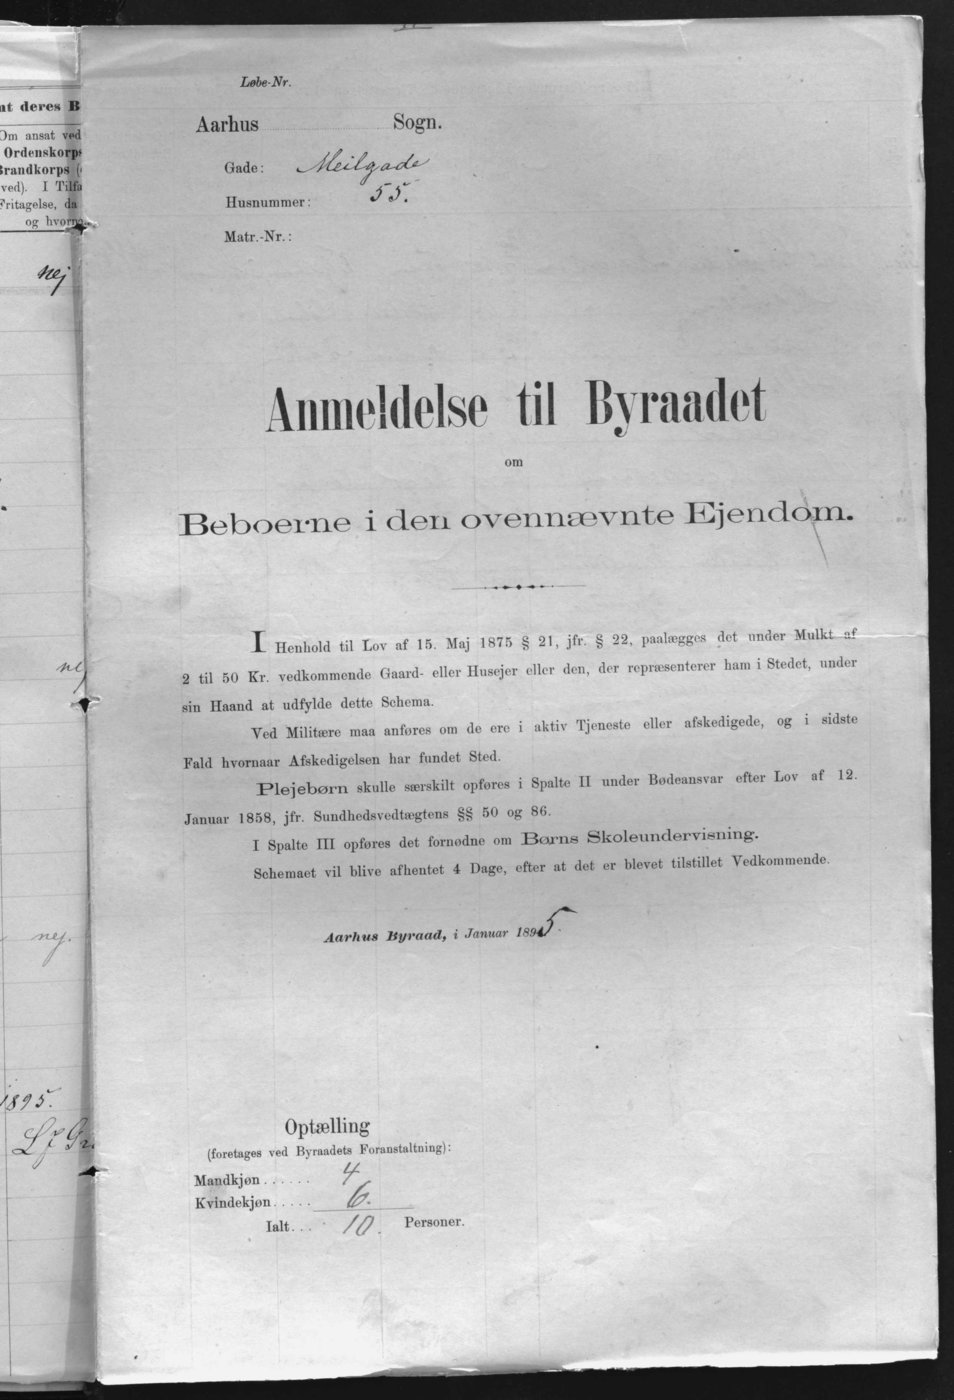 nt deres B
Om ansat ved
Ordenskorps
Brandkorps
ved). I Tilfæ
Fritagelse, da
og hvorna
nej
nej
nej.
1895.
Løbe-Nr.
Aarhus Sogn.
Gade: Meilgade
Husnummer: 55.
Matr.-Nr.:
Anmeldelse til Byraadet
om
Beboerne i den ovennævnte Ejendom.
I Henhold til Lov af 15. Maj 1875 § 21, jfr. § 22, paalægges det under Mulkt af
2 til 50 Kr. vedkommende Gaard- eller Husejer eller den, der repræsenterer ham i Stedet, under
sin Haand at udfylde dette Schema.
Ved Militære maa anføres om de ere i aktiv Tjeneste eller afskedigede, og i sidste
Fald hvornaar Afskedigelsen har fundet Sted.
Plejebørn skulle særskilt opføres i Spalte II under Bødeansvar efter Lov af 12.
Januar 1858, jfr. Sundhedsvedtægtens §§ 50 og 86.
I Spalte III opføres det fornødne om Børns Skoleundervisning.
Schemaet vil blive afhentet 4 Dage, efter at det er blevet tilstillet Vedkommende.
Aarhus Byraad, i Januar 1895.
Optælling
(foretages ved Byraadets Foranstaltning):
Mandkjøn...... 4
Kvindekjøn..... 6.
Ialt... 10. Personer.